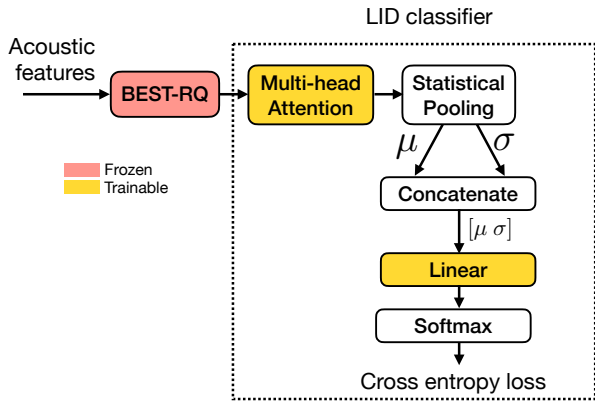 LID classifier
Acoustic
features
BEST-RQ
Multi-head
Attention
Statistical
Pooling
μ
σ
Concatenate
[μ σ]
Frozen
Trainable
Linear
Softmax
Cross entropy loss